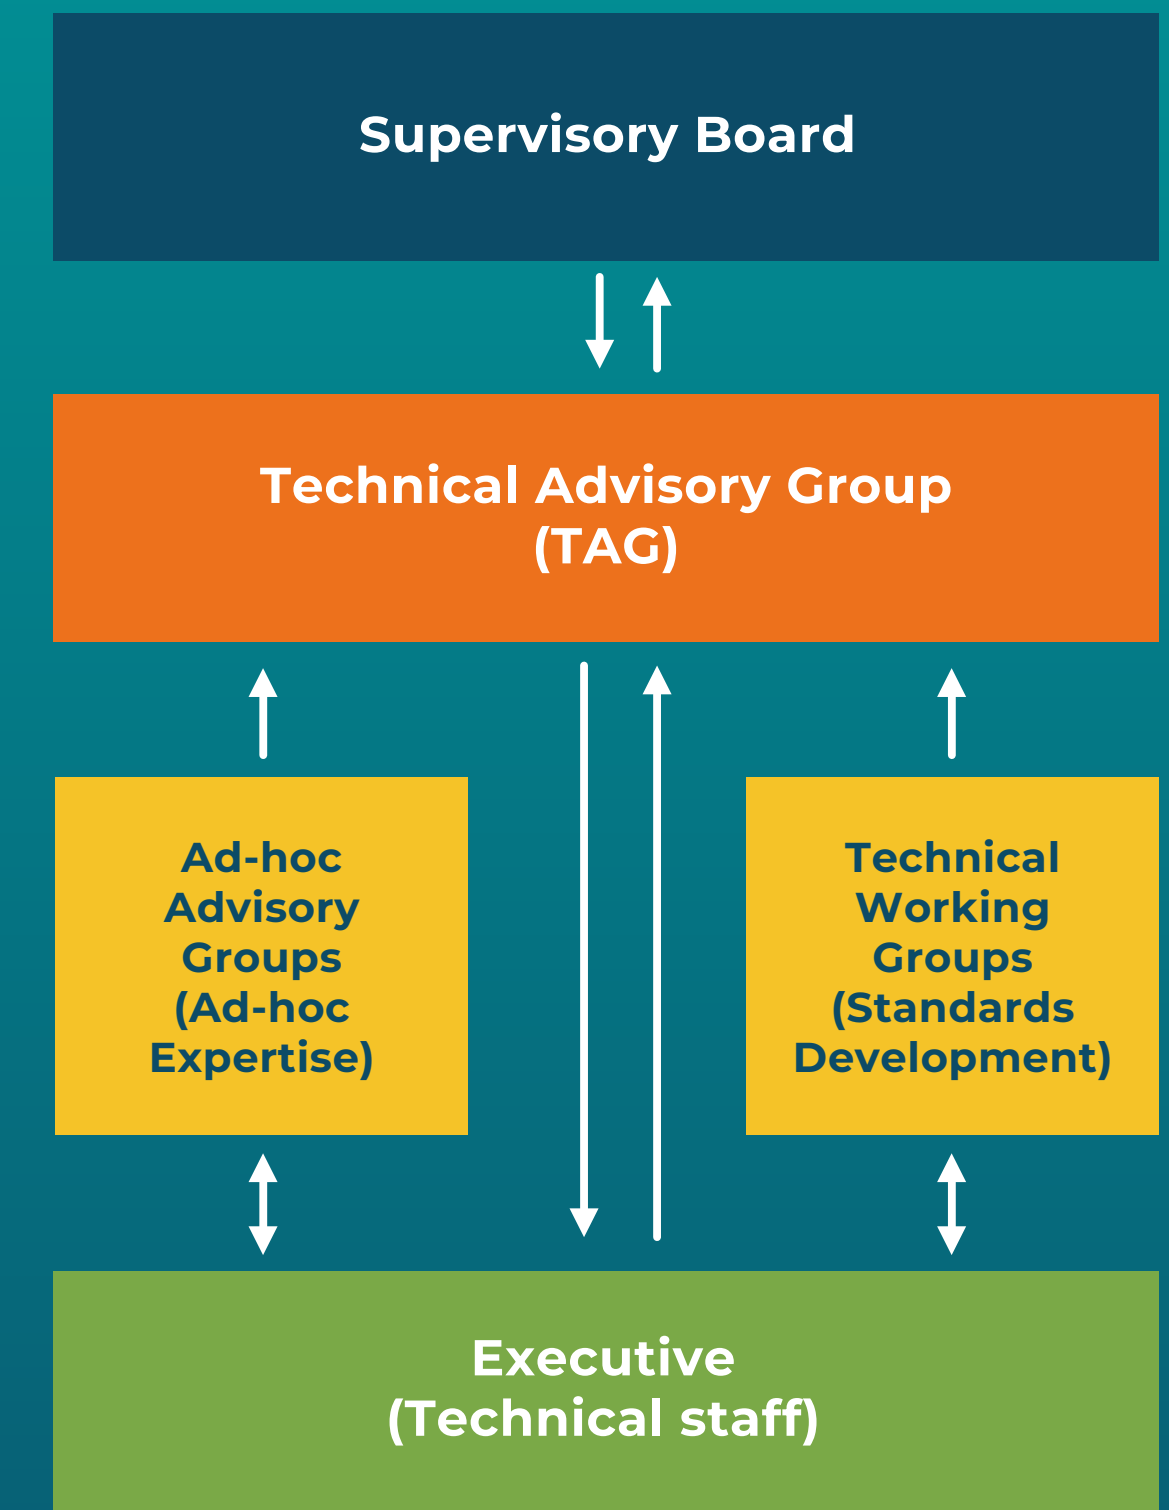 Supervisory Board
Technical Advisory Group
(TAG)
Ad-hoc
Advisory
Groups
(Ad-hoc
Expertise)
Technical
Working
Groups
(Standards
Development)
Executive
(Technical staff)